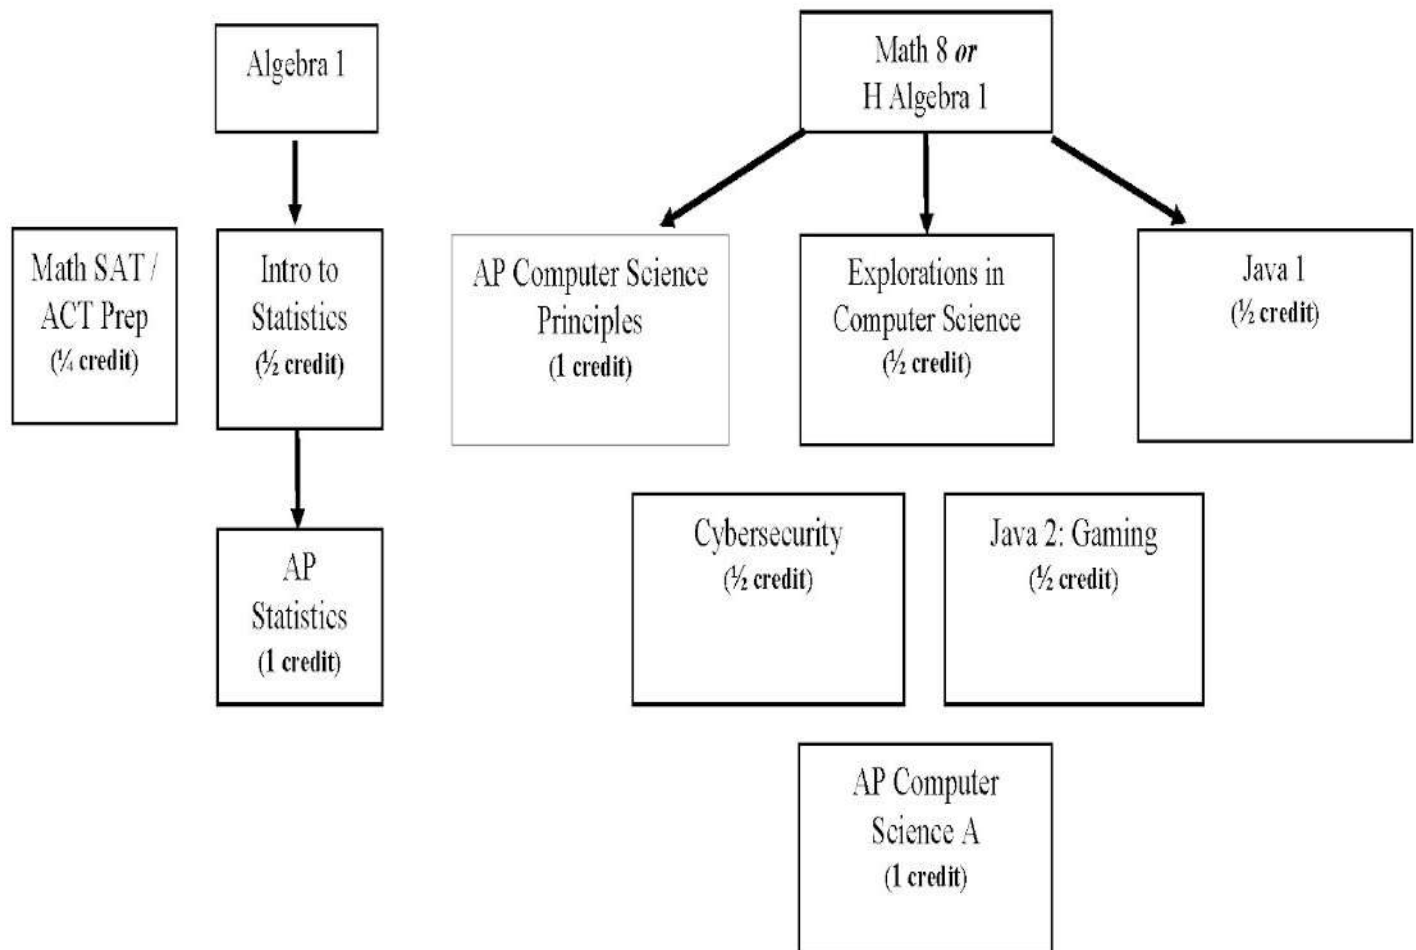 Algebra 1
Math 8 or
H Algebra 1
Math SAT /
ACT Prep
(¼ credit)
Intro to
Statistics
(½ credit)
AP Computer Science
Principles
(1 credit)
Explorations in
Computer Science
(½ credit)
Java 1
(½ credit)
Cybersecurity
(½ credit)
Java 2: Gaming
(½ credit)
AP
Statistics
(1 credit)
AP Computer
Science A
(1 credit)